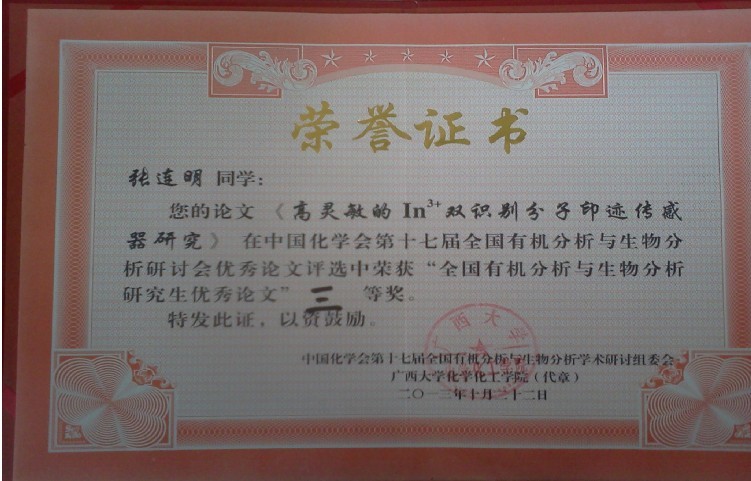 荣誉证书
张连明 同学：
您的论文《高灵敏的 In³⁺双识别分子印迹传感
器研究》在中国化学会第十七届全国有机分析与生物分
析研讨会优秀论文评选中荣获“全国有机分析与生物分析
研究生优秀论文” 三 等奖。
特发此证，以资鼓励。
广西大学
中国化学会第十七届全国有机分析与生物分析学术研讨组委会
广西大学化学化工学院（代章）
二〇一三年十月二十二日